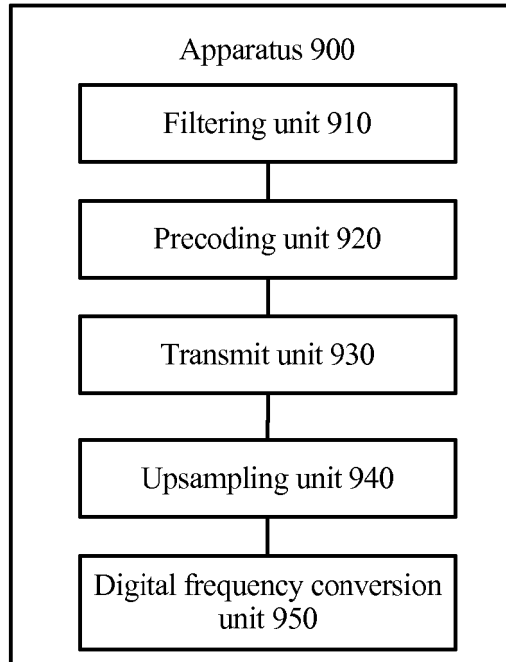 Apparatus 900
Filtering unit 910
Precoding unit 920
Transmit unit 930
Upsampling unit 940
Digital frequency conversion
unit 950